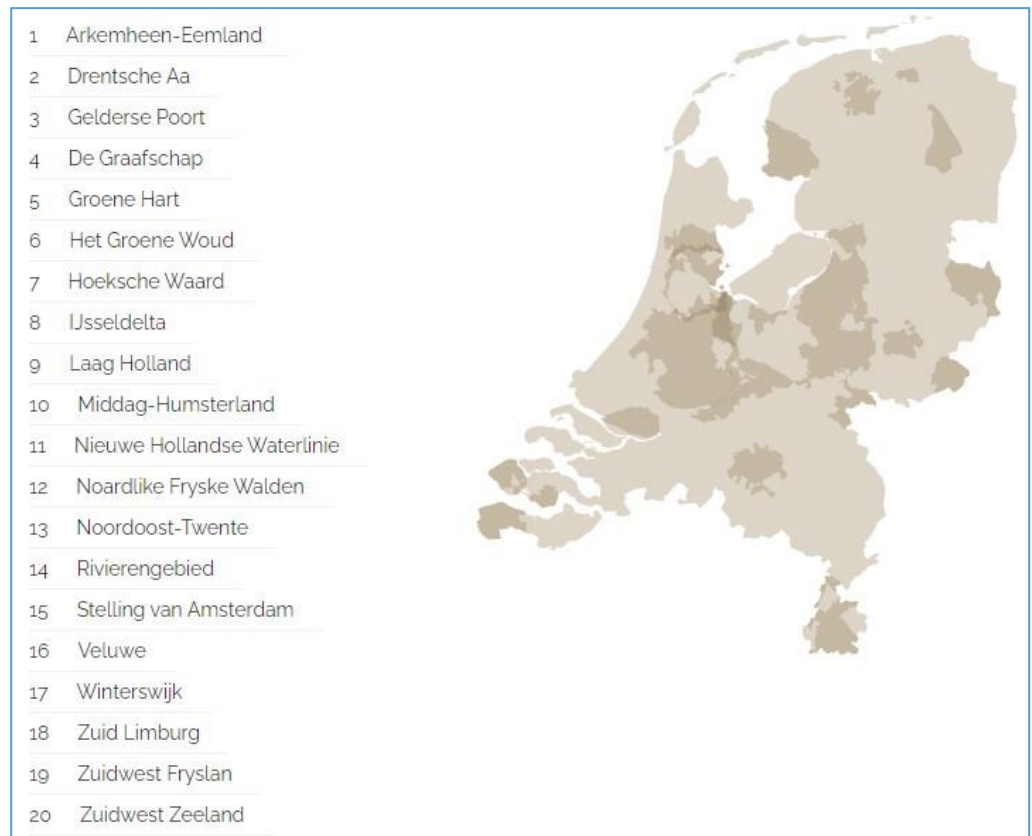 1 Arkemheen-Eemland
2 Drentsche Aa
3 Gelderse Poort
4 De Graafschap
5 Groene Hart
6 Het Groene Woud
7 Hoeksche Waard
8 IJsseldelta
9 Laag Holland
10 Middag-Humsterland
11 Nieuwe Hollandse Waterlinie
12 Noardlike Fryske Walden
13 Noordoost-Twente
14 Rivierengebied
15 Stelling van Amsterdam
16 Veluwe
17 Winterswijk
18 Zuid Limburg
19 Zuidwest Fryslan
20 Zuidwest Zeeland